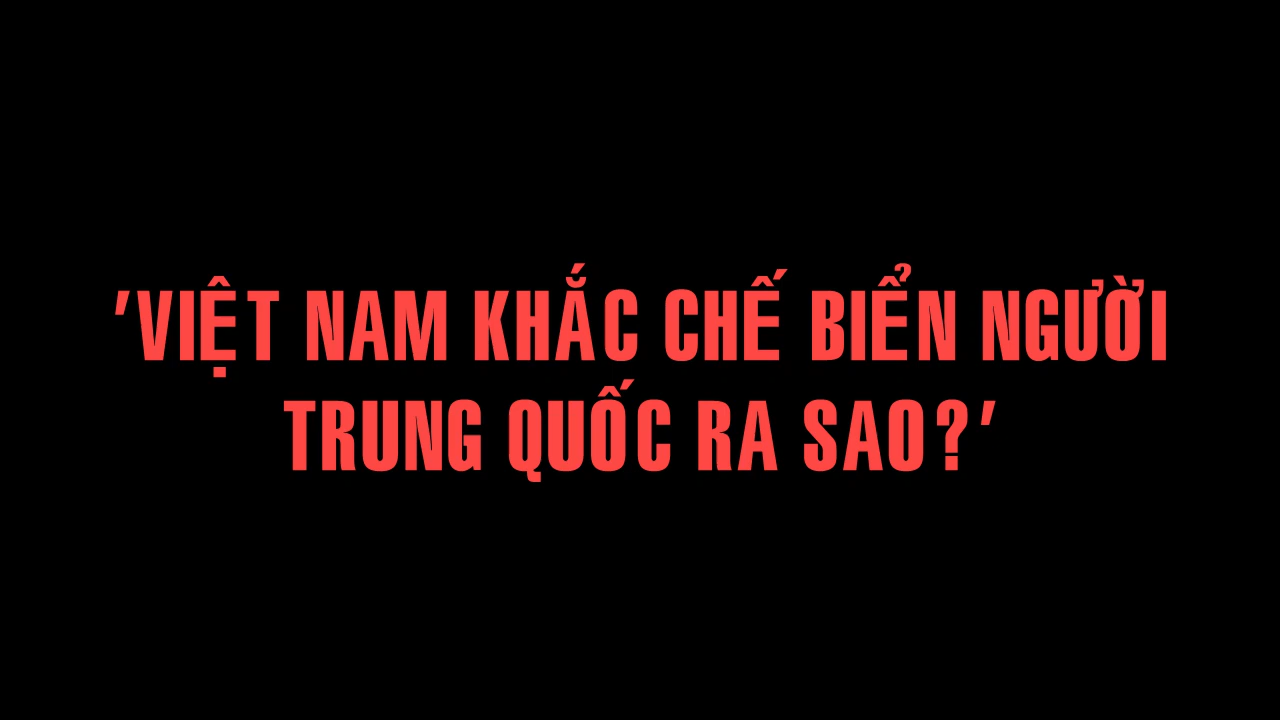 'VIỆT NAM KHẮC CHẾ BIỂN NGƯỜI
TRUNG QUỐC RA SAO?'